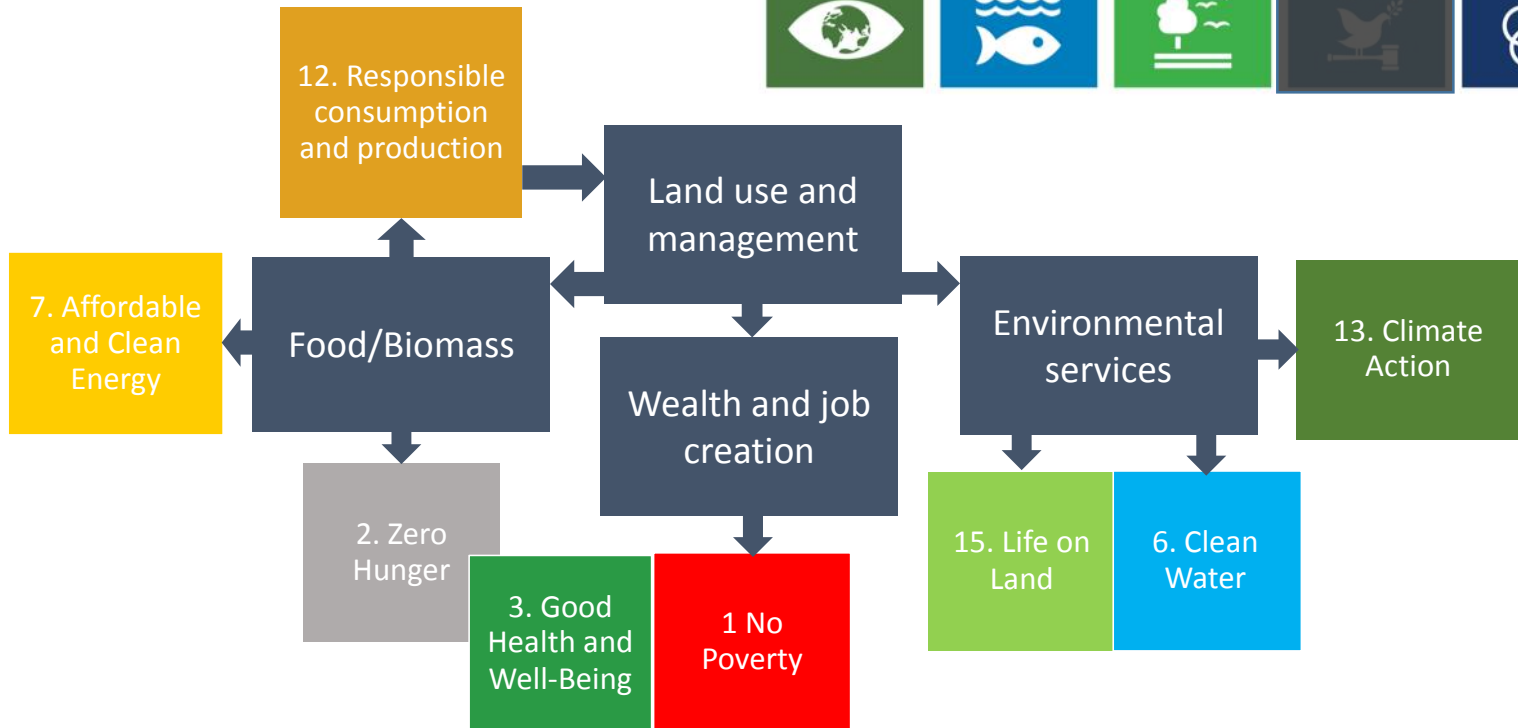 12. Responsible
consumption
and production
Land use and
management
7. Affordable
and Clean
Energy
Food/Biomass
Environmental
services
13. Climate
Action
Wealth and job
creation
2. Zero
Hunger
3. Good
Health and
Well-Being
1 No
Poverty
15. Life on
Land
6. Clean
Water